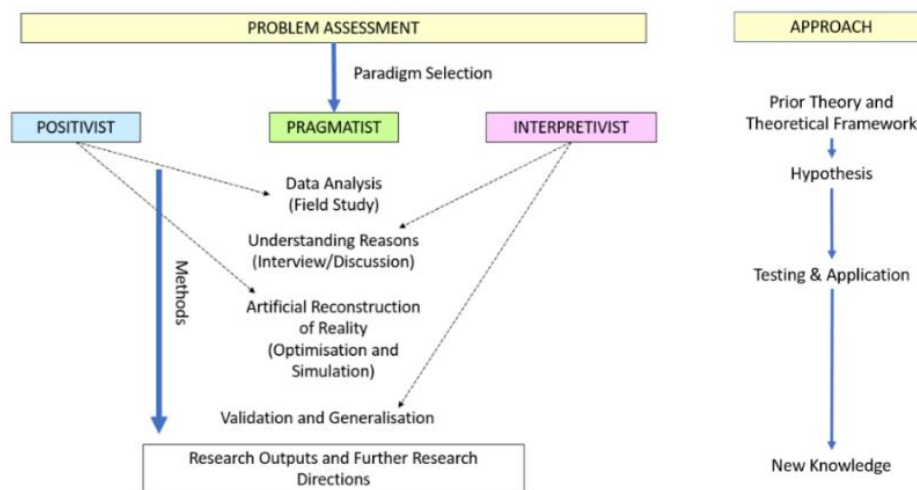 PROBLEM ASSESSMENT
Paradigm Selection
POSITIVIST
PRAGMATIST
INTERPRETIVIST
Data Analysis
(Field Study)
Understanding Reasons
(Interview/Discussion)
Methods
Artificial Reconstruction
of Reality
(Optimisation and
Simulation)
Validation and Generalisation
Research Outputs and Further Research
Directions
APPROACH
Prior Theory and
Theoretical Framework
Hypothesis
Testing & Application
New Knowledge